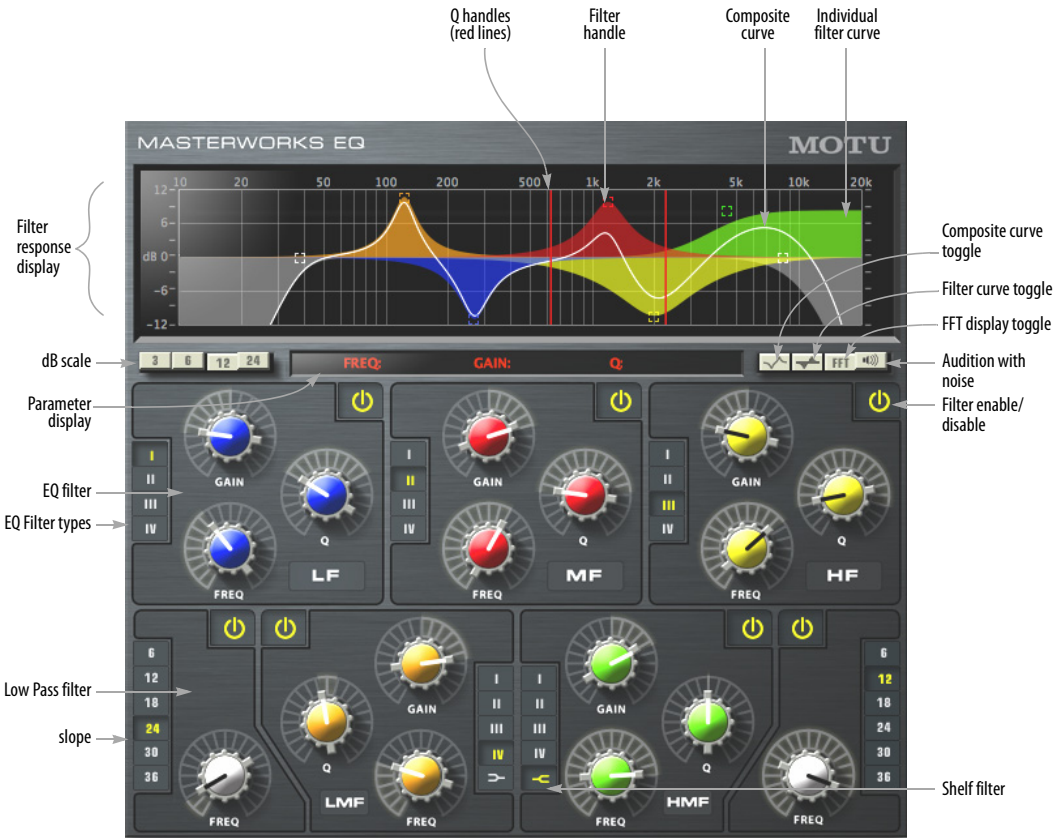 Q handles
(red lines)
Filter
handle
Composite
curve
Individual
filter curve
MASTERWORKS EQ
MOTU
10 20 50 100 200 500 1k 2k 5k 10k 20k
12
6
dB 0
-6
-12
Filter
response
display
Composite curve
toggle
Filter curve toggle
FFT display toggle
Audition with
noise
Filter enable/
disable
dB scale
3 6 12 24
FREQ: GAIN: Q:
FFT
Parameter
display
EQ filter
EQ Filter types
I
II
III
IV
GAIN
Q
FREQ
LF
I
II
III
IV
GAIN
Q
FREQ
MF
I
II
III
IV
GAIN
Q
FREQ
HF
Low Pass filter
slope
6
12
18
24
30
36
FREQ
GAIN
Q
FREQ
LMF
I
II
III
IV
I
II
III
IV
GAIN
Q
FREQ
HMF
6
12
18
24
30
36
FREQ
Shelf filter